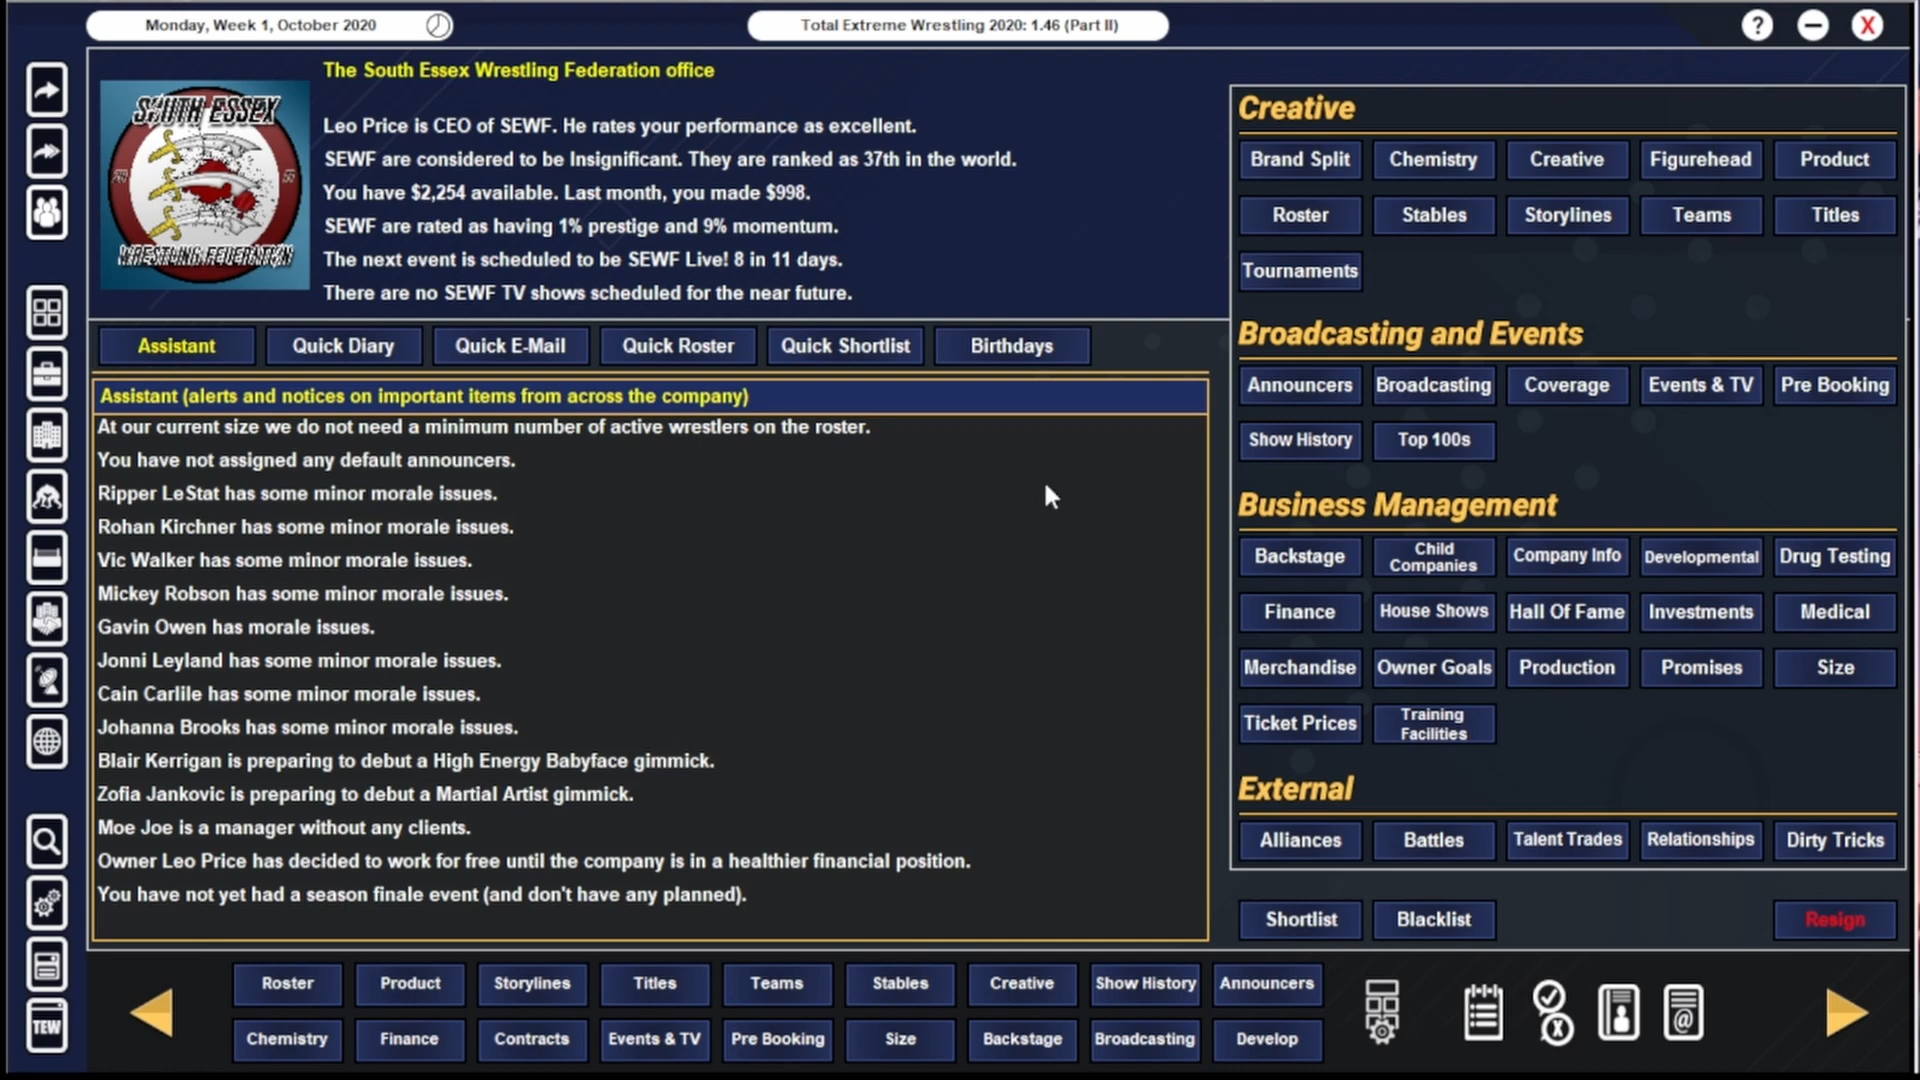 Monday, Week 1, October 2020
Total Extreme Wrestling 2020: 1.46 (Part II)
?
X
The South Essex Wrestling Federation office
SOUTH ESSEX
WRESTLING FEDERATION
Leo Price is CEO of SEWF. He rates your performance as excellent.
SEWF are considered to be Insignificant. They are ranked as 37th in the world.
You have $2,254 available. Last month, you made $998.
SEWF are rated as having 1% prestige and 9% momentum.
The next event is scheduled to be SEWF Live! 8 in 11 days.
There are no SEWF TV shows scheduled for the near future.
Assistant Quick Diary Quick E-Mail Quick Roster Quick Shortlist Birthdays
Assistant (alerts and notices on important items from across the company)
At our current size we do not need a minimum number of active wrestlers on the roster.
You have not assigned any default announcers.
Ripper LeStat has some minor morale issues.
Rohan Kirchner has some minor morale issues.
Vic Walker has some minor morale issues.
Mickey Robson has some minor morale issues.
Gavin Owen has morale issues.
Jonni Leyland has some minor morale issues.
Cain Carlile has some minor morale issues.
Johanna Brooks has some minor morale issues.
Blair Kerrigan is preparing to debut a High Energy Babyface gimmick.
Zofia Jankovic is preparing to debut a Martial Artist gimmick.
Moe Joe is a manager without any clients.
Owner Leo Price has decided to work for free until the company is in a healthier financial position.
You have not yet had a season finale event (and don't have any planned).
Creative
Brand Split Chemistry Creative Figurehead Product
Roster Stables Storylines Teams Titles
Tournaments
Broadcasting and Events
Announcers Broadcasting Coverage Events & TV Pre Booking
Show History Top 100s
Business Management
Backstage Child Companies Company Info Developmental Drug Testing
Finance House Shows Hall Of Fame Investments Medical
Merchandise Owner Goals Production Promises Size
Ticket Prices Training Facilities
External
Alliances Battles Talent Trades Relationships Dirty Tricks
Shortlist Blacklist Resign
TEW
Roster Product Storylines Titles Teams Stables Creative Show History Announcers
Chemistry Finance Contracts Events & TV Pre Booking Size Backstage Broadcasting Develop